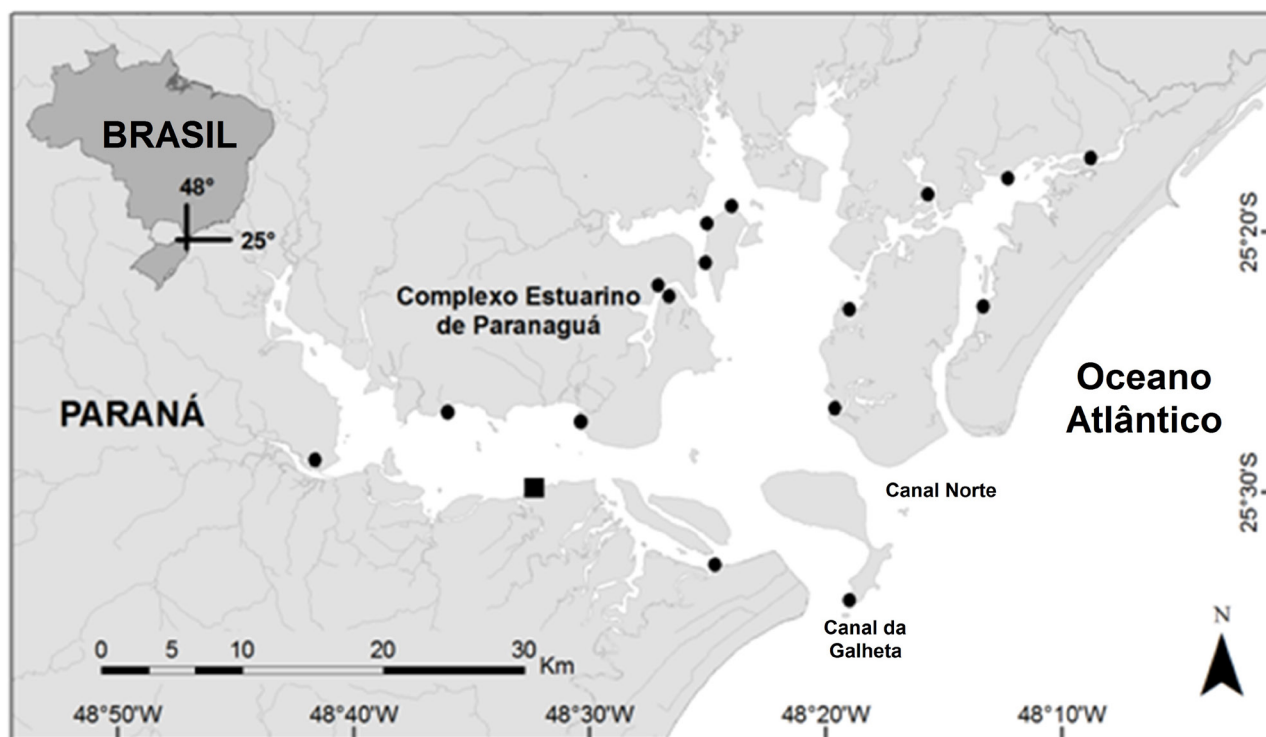 BRASIL
48°
25°
Complexo Estuarino
de Paranaguá
PARANÁ
Oceano
Atlântico
25°20'S
Canal Norte
25°30'S
Canal da
Galheta
N
0 5 10 20 30 Km
48°50'W 48°40'W 48°30'W 48°20'W 48°10'W